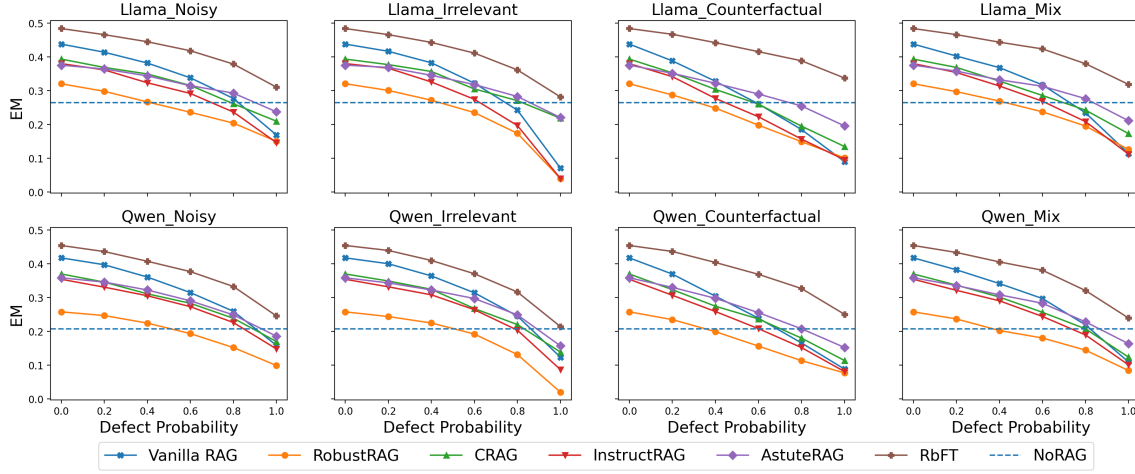 Llama_Noisy
Llama_Irrelevant
Llama_Counterfactual
Llama_Mix
EM
0.5
0.4
0.3
0.2
0.1
0.0
Qwen_Noisy
Qwen_Irrelevant
Qwen_Counterfactual
Qwen_Mix
EM
0.5
0.4
0.3
0.2
0.1
0.0
0.0 0.2 0.4 0.6 0.8 1.0
0.0 0.2 0.4 0.6 0.8 1.0
0.0 0.2 0.4 0.6 0.8 1.0
0.0 0.2 0.4 0.6 0.8 1.0
Defect Probability
Defect Probability
Defect Probability
Defect Probability
Vanilla RAG RobustRAG CRAG InstructRAG AstuteRAG RbFT NoRAG